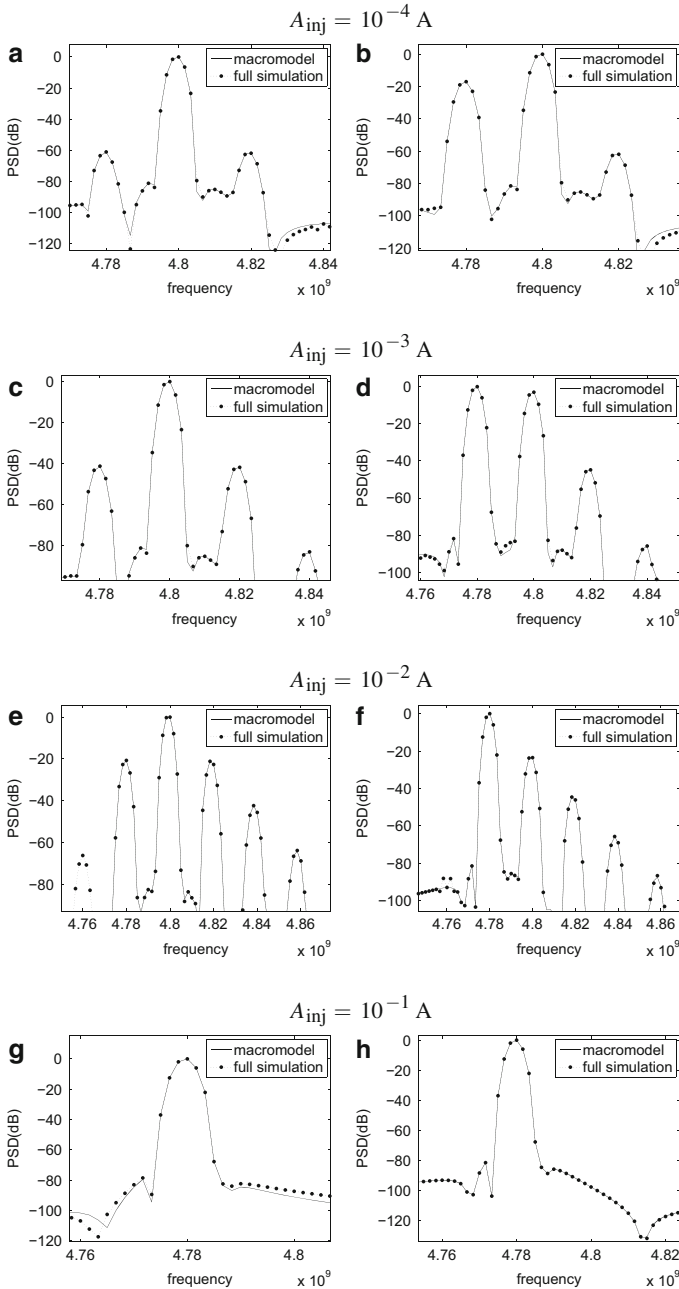 A_inj = 10^−4 A
a
b
macromodel
full simulation
macromodel
full simulation
PSD(dB)
PSD(dB)
0
−20
−40
−60
−80
−100
−120
0
−20
−40
−60
−80
−100
−120
4.78 4.8 4.82 4.84
4.78 4.8 4.82
x 10^9
x 10^9
frequency
frequency
A_inj = 10^−3 A
c
d
macromodel
full simulation
macromodel
full simulation
PSD(dB)
PSD(dB)
0
−20
−40
−60
−80
0
−20
−40
−60
−80
−100
4.78 4.8 4.82 4.84
4.76 4.78 4.8 4.82 4.84
x 10^9
x 10^9
frequency
frequency
A_inj = 10^−2 A
e
f
macromodel
full simulation
macromodel
full simulation
PSD(dB)
PSD(dB)
0
−20
−40
−60
−80
0
−20
−40
−60
−80
−100
4.76 4.78 4.8 4.82 4.84 4.86
4.76 4.78 4.8 4.82 4.84 4.86
x 10^9
x 10^9
frequency
frequency
A_inj = 10^−1 A
g
h
macromodel
full simulation
macromodel
full simulation
PSD(dB)
PSD(dB)
0
−20
−40
−60
−80
−100
−120
0
−20
−40
−60
−80
−100
−120
4.76 4.78 4.8
4.76 4.78 4.8 4.82
x 10^9
x 10^9
frequency
frequency